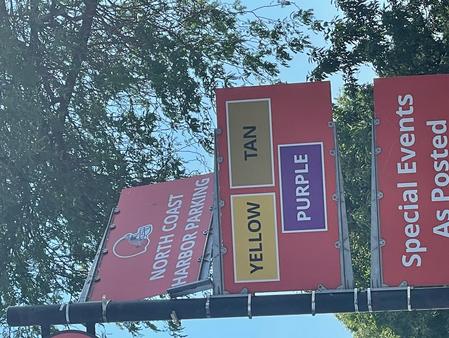 NORTH COAST
HARBOR PARKING
YELLOW TAN
PURPLE
Special Events
As Posted